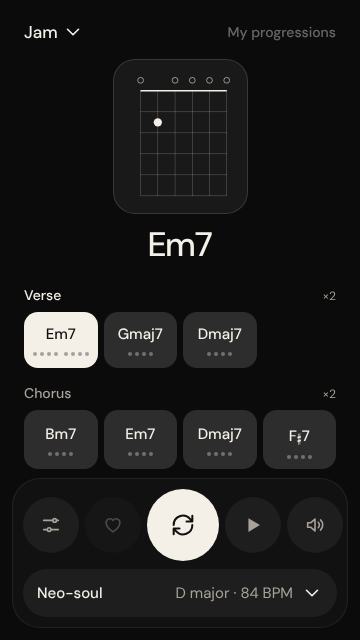 Jam My progressions
Em7
Verse ×2
Em7 Gmaj7 Dmaj7
Chorus ×2
Bm7 Em7 Dmaj7 F♯7
Neo-soul D major · 84 BPM